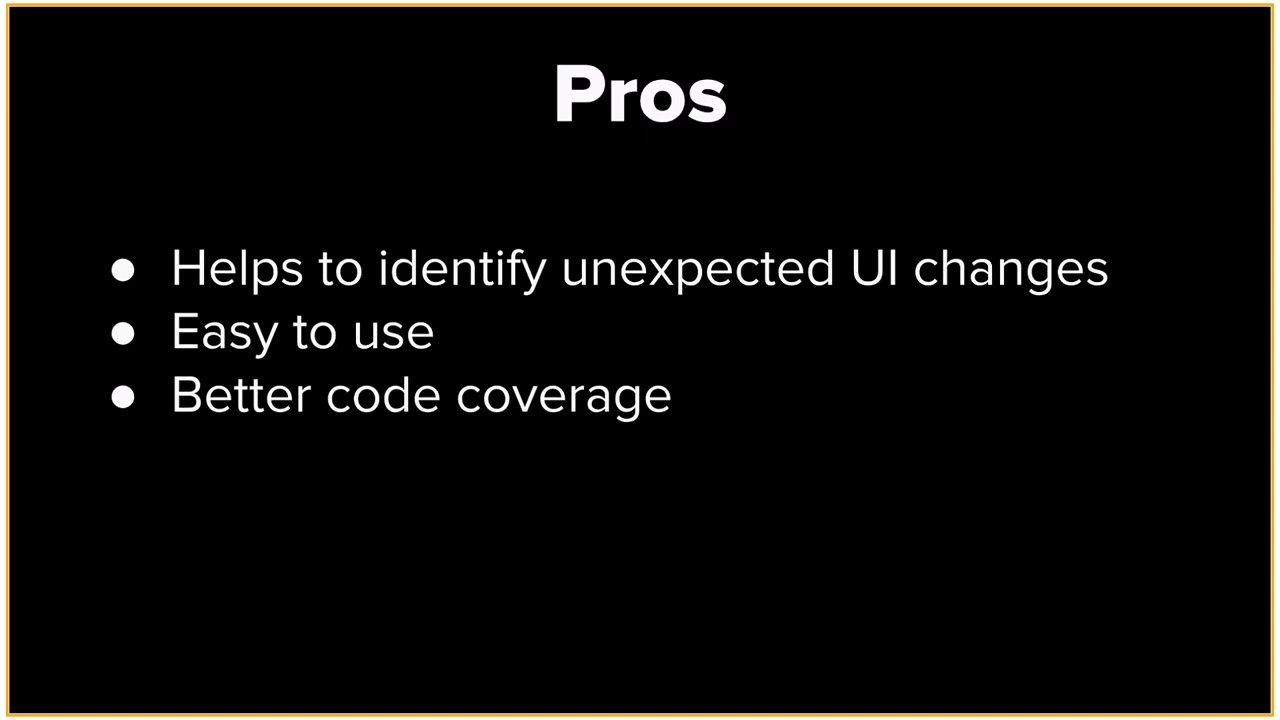 Pros
● Helps to identify unexpected UI changes
● Easy to use
● Better code coverage